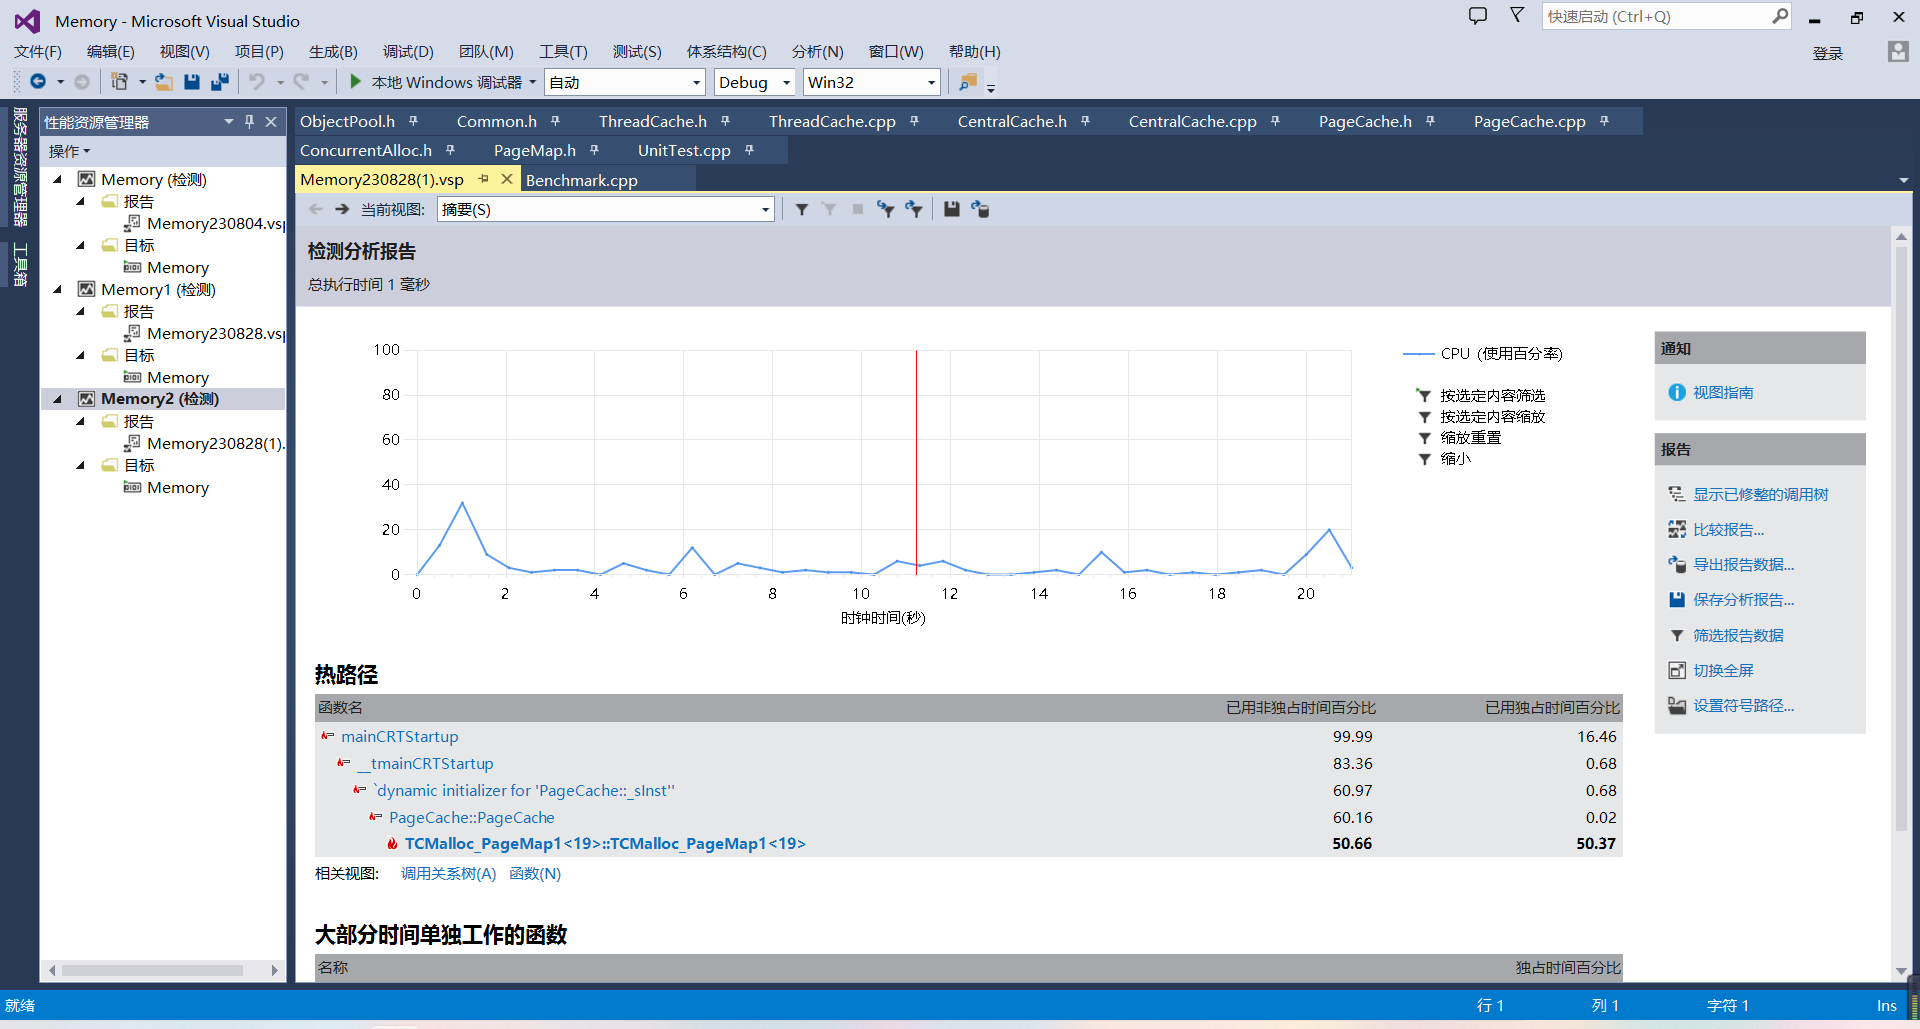 Memory - Microsoft Visual Studio
快速启动 (Ctrl+Q)
文件(F) 编辑(E) 视图(V) 项目(P) 生成(B) 调试(D) 团队(M) 工具(T) 测试(S) 体系结构(C) 分析(N) 窗口(W) 帮助(H)
登录
本地 Windows 调试器 自动 Debug Win32
服务器资源管理器
工具箱
性能资源管理器
操作
Memory (检测)
报告
Memory230804.vsp
目标
Memory
Memory1 (检测)
报告
Memory230828.vsp
目标
Memory
Memory2 (检测)
报告
Memory230828(1).
目标
Memory
ObjectPool.h Common.h ThreadCache.h ThreadCache.cpp CentralCache.h CentralCache.cpp PageCache.h PageCache.cpp
ConcurrentAlloc.h PageMap.h UnitTest.cpp
Memory230828(1).vsp Benchmark.cpp
当前视图: 摘要(S)
检测分析报告
总执行时间 1 毫秒
100
80
60
40
20
0
0 2 4 6 8 10 12 14 16 18 20
时钟时间(秒)
CPU (使用百分率)
按选定内容筛选
按选定内容缩放
缩放重置
缩小
通知
视图指南
报告
显示已修整的调用树
比较报告...
导出报告数据...
保存分析报告...
筛选报告数据
切换全屏
设置符号路径...
热路径
函数名 已用非独占时间百分比 已用独占时间百分比
mainCRTStartup 99.99 16.46
__tmainCRTStartup 83.36 0.68
`dynamic initializer for 'PageCache::_sInst'' 60.97 0.68
PageCache::PageCache 60.16 0.02
TCMalloc_PageMap1<19>::TCMalloc_PageMap1<19> 50.66 50.37
相关视图: 调用关系树(A) 函数(N)
大部分时间单独工作的函数
名称 独占时间百分比
就绪 行 1 列 1 字符 1 Ins